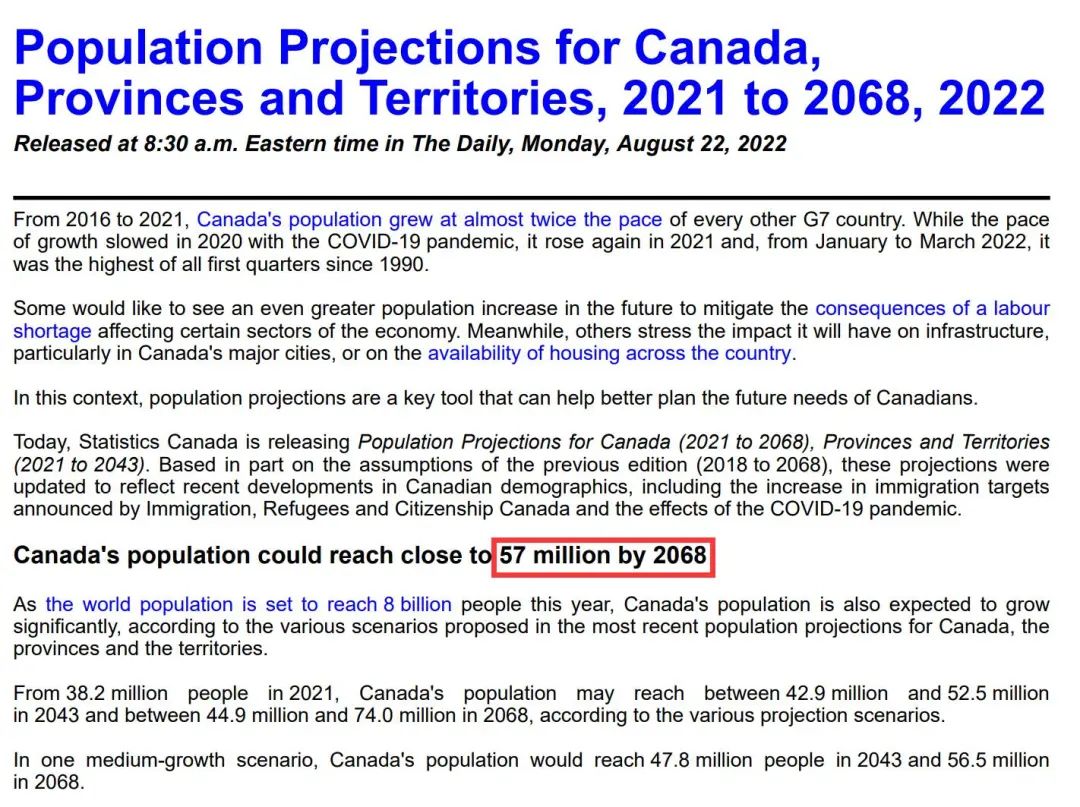 Population Projections for Canada,
Provinces and Territories, 2021 to 2068, 2022
Released at 8:30 a.m. Eastern time in The Daily, Monday, August 22, 2022
From 2016 to 2021, Canada's population grew at almost twice the pace of every other G7 country. While the pace
of growth slowed in 2020 with the COVID-19 pandemic, it rose again in 2021 and, from January to March 2022, it
was the highest of all first quarters since 1990.
Some would like to see an even greater population increase in the future to mitigate the consequences of a labour
shortage affecting certain sectors of the economy. Meanwhile, others stress the impact it will have on infrastructure,
particularly in Canada's major cities, or on the availability of housing across the country.
In this context, population projections are a key tool that can help better plan the future needs of Canadians.
Today, Statistics Canada is releasing Population Projections for Canada (2021 to 2068), Provinces and Territories
(2021 to 2043). Based in part on the assumptions of the previous edition (2018 to 2068), these projections were
updated to reflect recent developments in Canadian demographics, including the increase in immigration targets
announced by Immigration, Refugees and Citizenship Canada and the effects of the COVID-19 pandemic.
Canada's population could reach close to 57 million by 2068
As the world population is set to reach 8 billion people this year, Canada's population is also expected to grow
significantly, according to the various scenarios proposed in the most recent population projections for Canada, the
provinces and the territories.
From 38.2 million people in 2021, Canada's population may reach between 42.9 million and 52.5 million
in 2043 and between 44.9 million and 74.0 million in 2068, according to the various projection scenarios.
In one medium-growth scenario, Canada's population would reach 47.8 million people in 2043 and 56.5 million
in 2068.